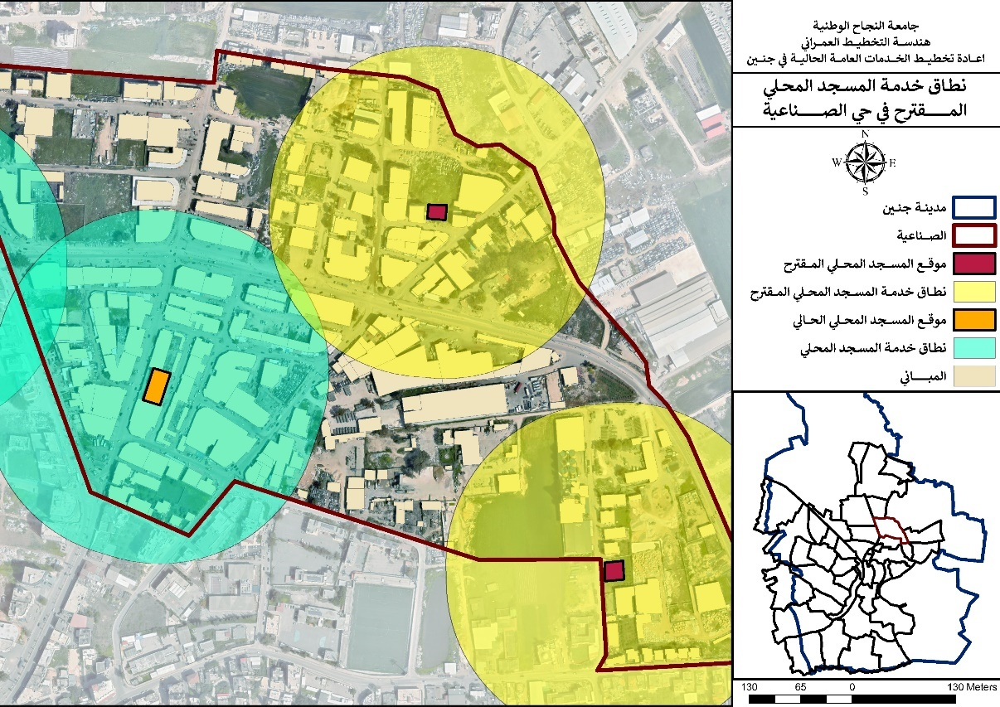 جامعة النجاح الوطنية
هندسة التخطيط العمراني
اعادة تخطيط الخدمات العامة الحالية في جنين
نطاق خدمة المسجد المحلي
المقترح في حي الصناعية
N
W E
S
مدينة جنين
الصناعية
موقع المسجد المحلي المقترح
نطاق خدمة المسجد المحلي المقترح
موقع المسجد المحلي الحالي
نطاق خدمة المسجد المحلي
المباني
130 65 0 130 Meters